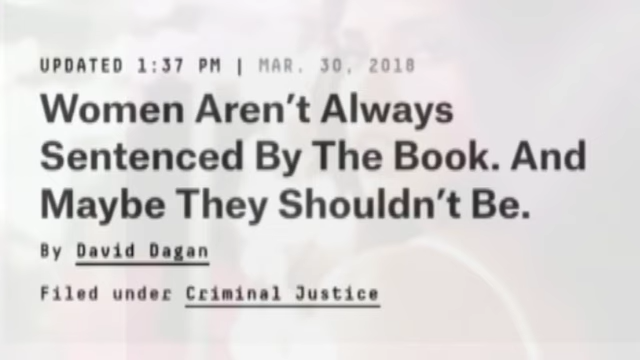 UPDATED 1:37 PM | MAR. 30, 2018
Women Aren't Always
Sentenced By The Book. And
Maybe They Shouldn't Be.
By David Dagan
Filed under Criminal Justice